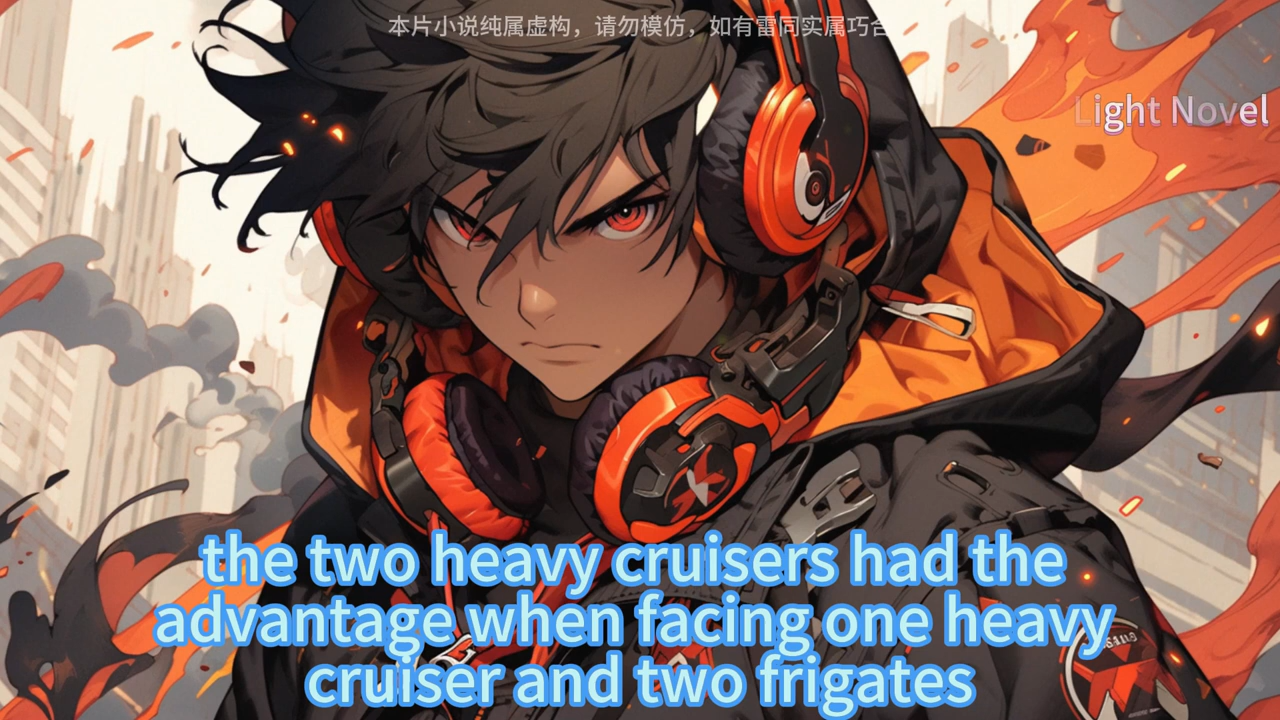 本片小说纯属虚构，请勿模仿，如有雷同实属巧合
Light Novel
the two heavy cruisers had the
advantage when facing one heavy
cruiser and two frigates